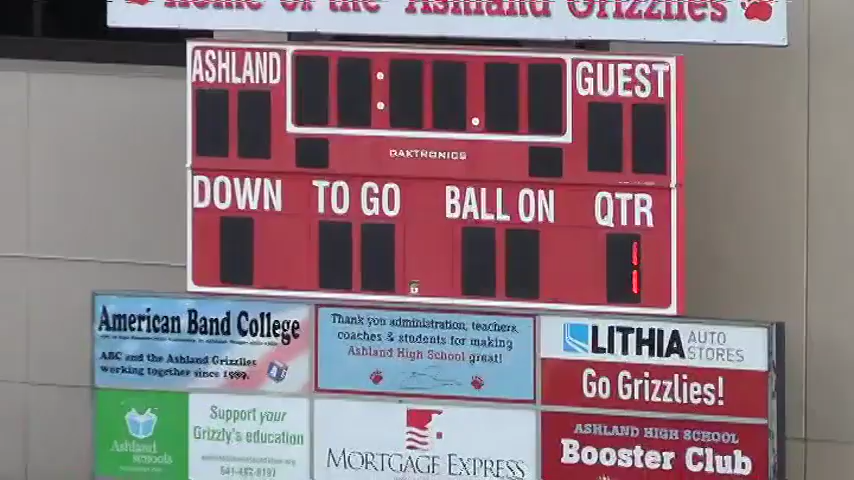 Home of the Ashland Grizzlies
ASHLAND
GUEST
DAKTRONICS
DOWN TO GO BALL ON QTR
1
American Band College
ABC and the Ashland Grizzlies
working together since 1989.
Thank you administration, teachers,
coaches & students for making
Ashland High School great!
LITHIA AUTO STORES
Go Grizzlies!
Ashland
schools
Support your
Grizzly's education
MORTGAGE EXPRESS
ASHLAND HIGH SCHOOL
Booster Club